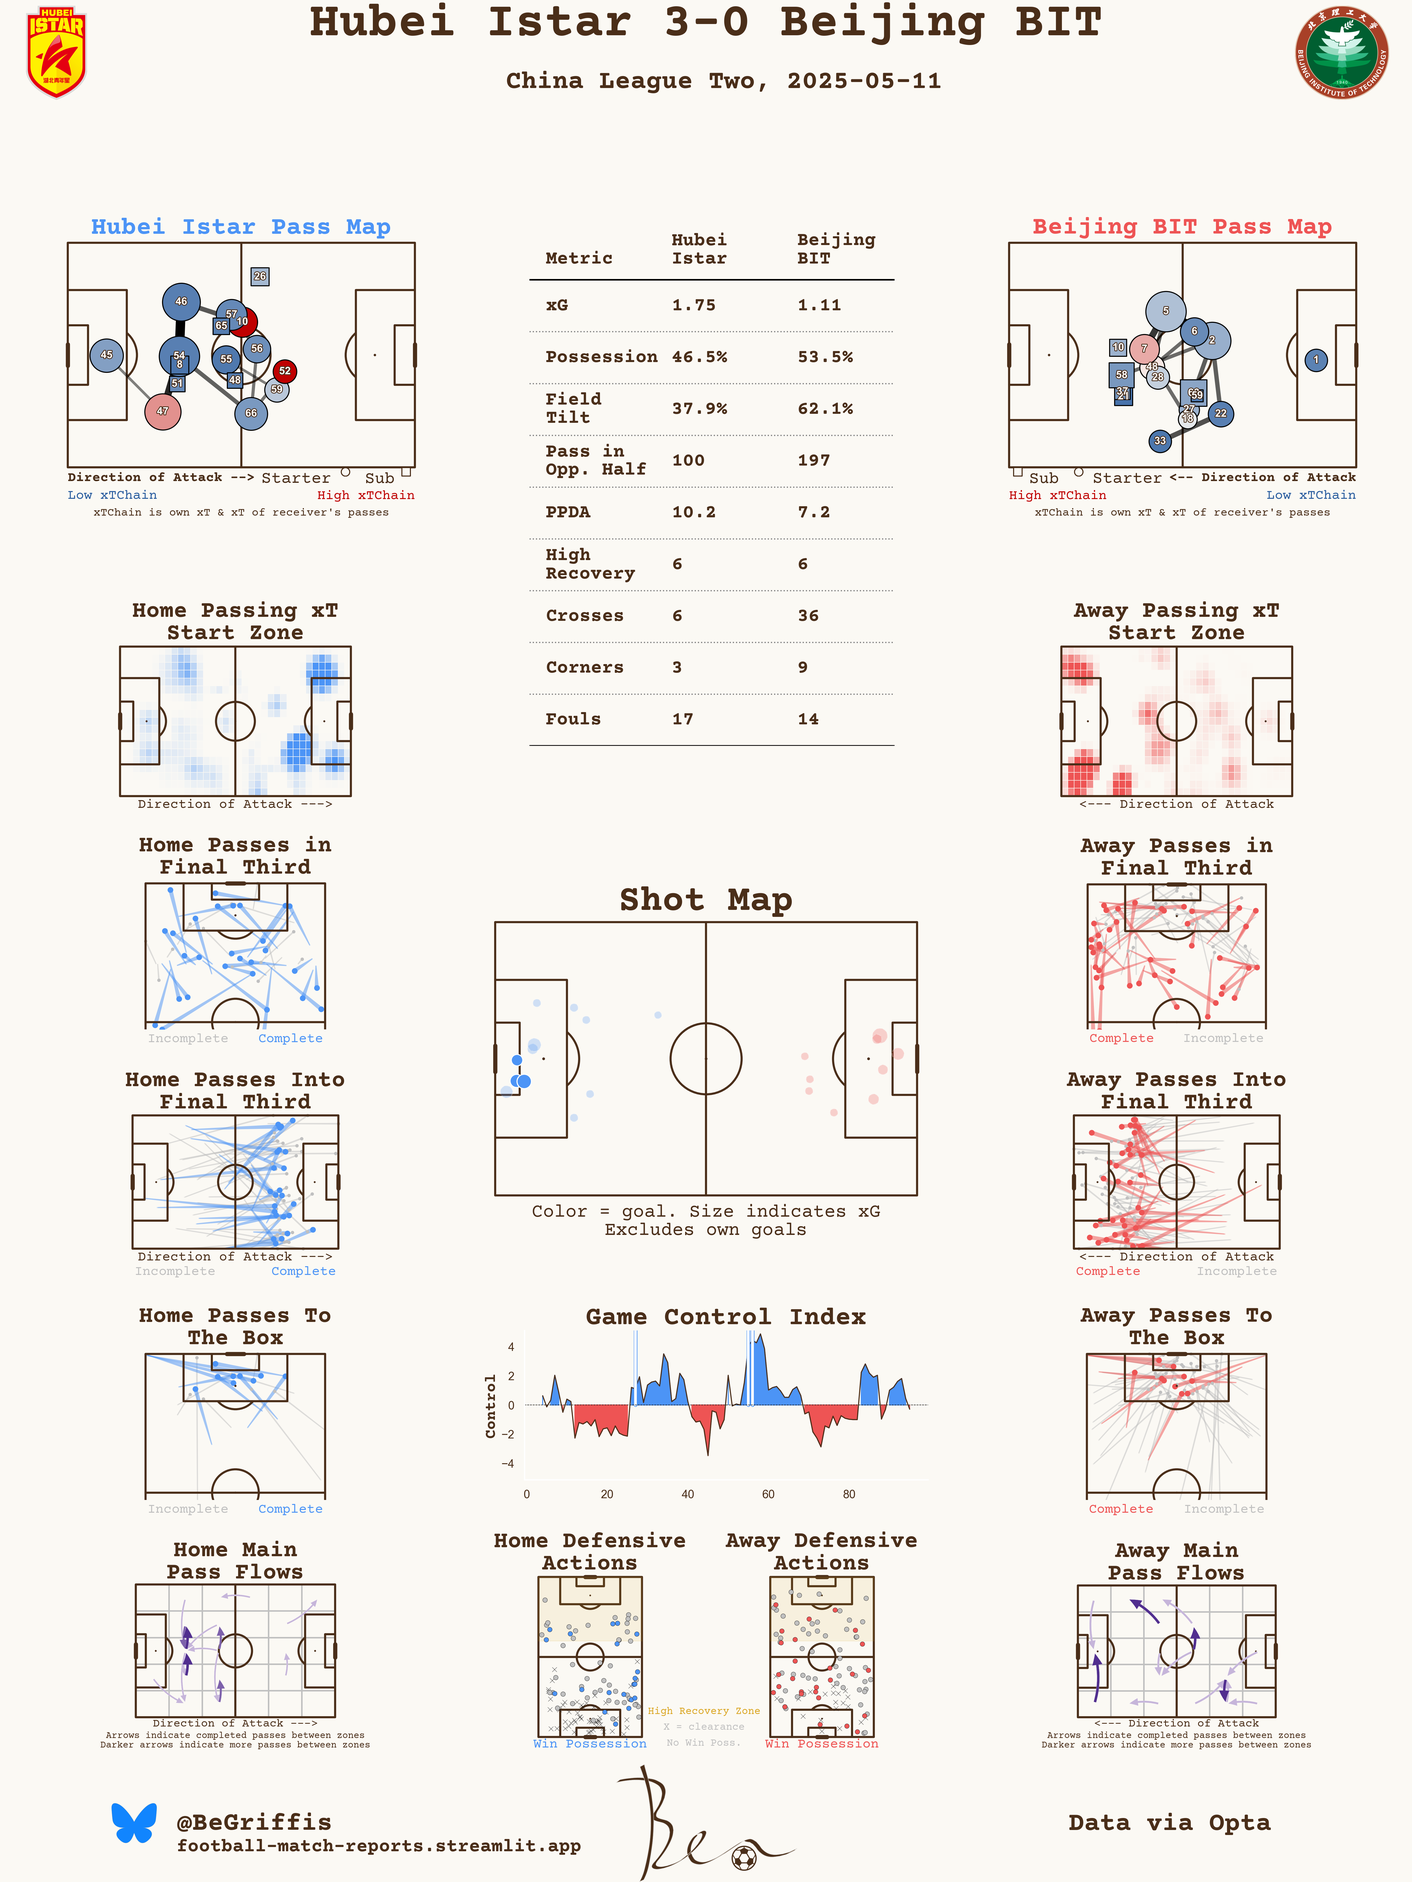 Hubei Istar 3-0 Beijing BIT
China League Two, 2025-05-11
HUBEI
ISTAR
湖北青年星
北京理工大学
1940
BEIJING INSTITUTE OF TECHNOLOGY
Hubei Istar Pass Map
26
46
57
10
65
45
54
8
55
56
51
48
52
59
47
66
Direction of Attack --> Starter Sub
Low xTChain High xTChain
xTChain is own xT & xT of receiver's passes
Metric Hubei Istar Beijing BIT
xG 1.75 1.11
Possession 46.5% 53.5%
Field Tilt 37.9% 62.1%
Pass in Opp. Half 100 197
PPDA 10.2 7.2
High Recovery 6 6
Crosses 6 36
Corners 3 9
Fouls 17 14
Beijing BIT Pass Map
5
6
2
10
7
48
28
58
37
21
59
27
18
22
33
1
Sub Starter <-- Direction of Attack
High xTChain Low xTChain
xTChain is own xT & xT of receiver's passes
Home Passing xT
Start Zone
Direction of Attack --->
Away Passing xT
Start Zone
<--- Direction of Attack
Home Passes in
Final Third
Incomplete Complete
Away Passes in
Final Third
Complete Incomplete
Shot Map
Color = goal. Size indicates xG
Excludes own goals
Home Passes Into
Final Third
Direction of Attack --->
Incomplete Complete
Away Passes Into
Final Third
<--- Direction of Attack
Complete Incomplete
Home Passes To
The Box
Incomplete Complete
Game Control Index
Control
4
2
0
−2
−4
0 20 40 60 80
Away Passes To
The Box
Complete Incomplete
Home Main
Pass Flows
Direction of Attack --->
Arrows indicate completed passes between zones
Darker arrows indicate more passes between zones
Home Defensive
Actions
Win Possession
Away Defensive
Actions
Win Possession
High Recovery Zone
X = clearance
No Win Poss.
Away Main
Pass Flows
<--- Direction of Attack
Arrows indicate completed passes between zones
Darker arrows indicate more passes between zones
@BeGriffis
football-match-reports.streamlit.app
Ben
Data via Opta